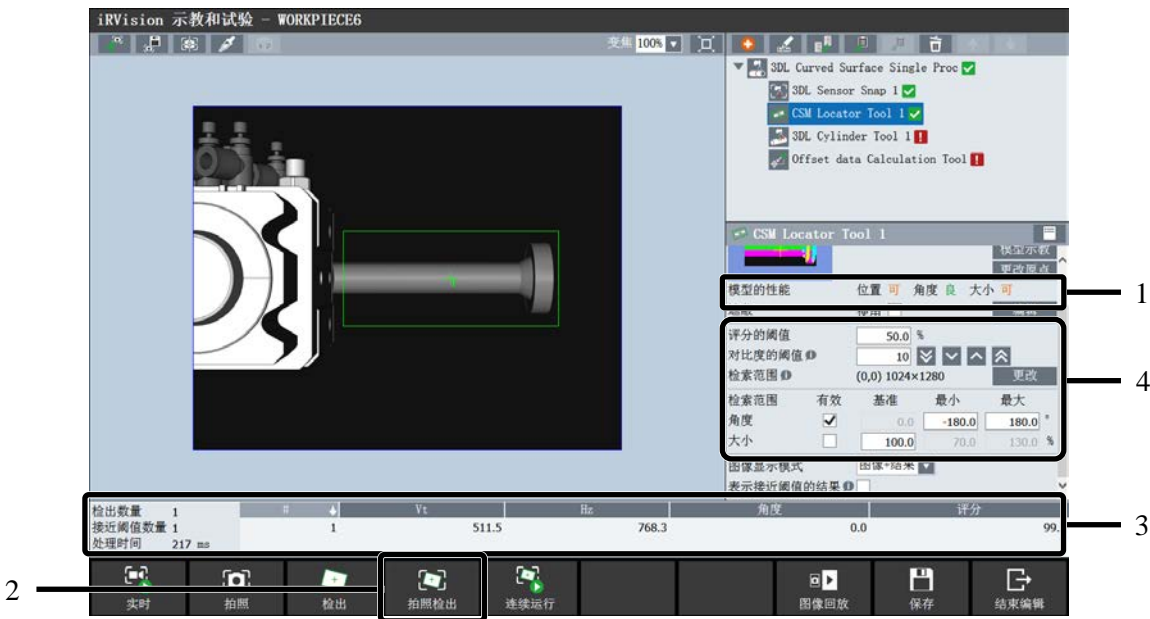 iRVision 示教和试验 - WORKPIECE6
变焦 100%
3DL Curved Surface Single Proc
3DL Sensor Snap 1
CSM Locator Tool 1
3DL Cylinder Tool 1
Offset data Calculation Tool
CSM Locator Tool 1
模型示教
更改原点
模型的性能 位置 可 角度 良 大小 可
1
评分的阈值 50.0 %
对比度的阈值 10
检索范围 (0,0) 1024×1280 更改
4
检索范围 有效 基准 最小 最大
角度 0.0 -180.0 180.0 °
大小 100.0 70.0 130.0 %
图像显示模式 图像+结果
表示接近阈值的结果
检出数量 1 # Vt Hz 角度 评分
接近阈值数量 1 1 511.5 768.3 0.0 99.
3
处理时间 217 ms
2
实时 拍照 检出 拍照检出 连续运行 图像回放 保存 结束编辑